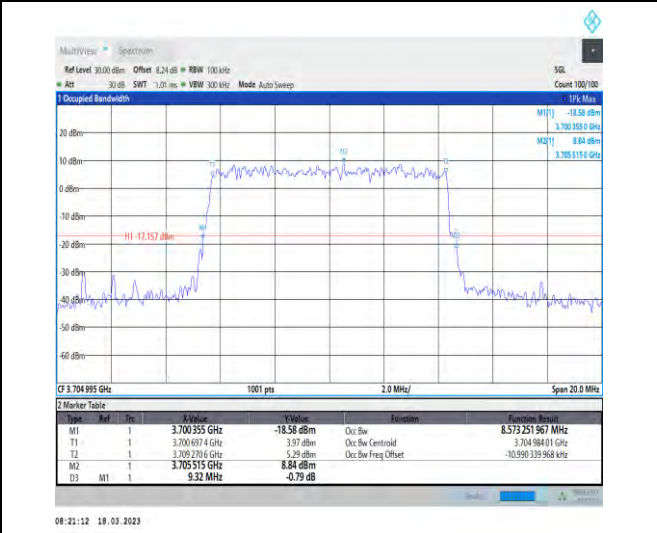 MultiView Spectrum
Ref Level 30.00 dBm Offset 8.24 dB RBW 100 kHz SGL
Att 30 dB SWT 1.01 ms VBW 300 kHz Mode Auto Sweep Count 100/100
1 Occupied Bandwidth 1Pk Max
M1[1] -18.58 dBm
3.700 355 0 GHz
M2[1] 8.84 dBm
3.705 515 0 GHz
20 dBm
M2
10 dBm
T1 T2
0 dBm
-10 dBm
M1
H1 -17.157 dBm
-20 dBm
-30 dBm
-40 dBm
-50 dBm
-60 dBm
CF 3.704 995 GHz 1001 pts 2.0 MHz/ Span 20.0 MHz
2 Marker Table
Type Ref Trc X-Value Y-Value Function Function Result
M1 1 3.700 355 GHz -18.58 dBm Occ Bw 8.573 251 967 MHz
T1 1 3.700 697 4 GHz 3.97 dBm Occ Bw Centroid 3.704 984 01 GHz
T2 1 3.709 270 6 GHz 5.29 dBm Occ Bw Freq Offset -10.990 339 968 kHz
M2 1 3.705 515 GHz 8.84 dBm
D3 M1 1 9.32 MHz -0.79 dB
08:21:12 18.03.2023